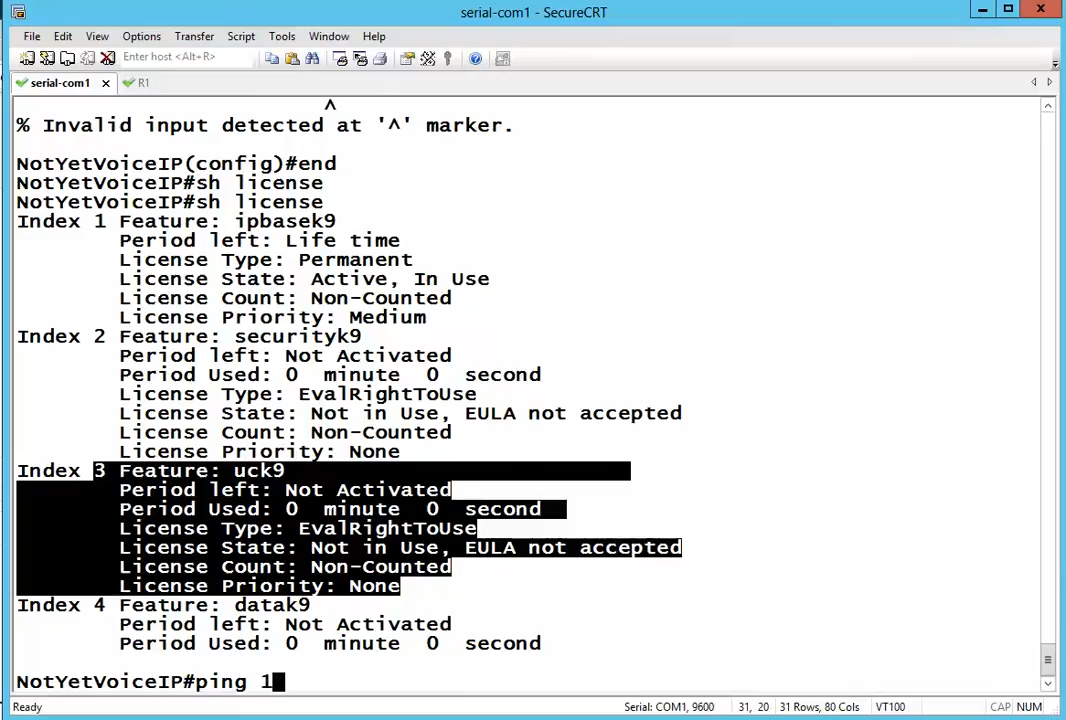 serial-com1 - SecureCRT
File Edit View Options Transfer Script Tools Window Help
Enter host <Alt+R>
serial-com1 R1
^
% Invalid input detected at '^' marker.
NotYetVoiceIP(config)#end
NotYetVoiceIP#sh license
NotYetVoiceIP#sh license
Index 1 Feature: ipbasek9
Period left: Life time
License Type: Permanent
License State: Active, In Use
License Count: Non-Counted
License Priority: Medium
Index 2 Feature: securityk9
Period left: Not Activated
Period Used: 0 minute 0 second
License Type: EvalRightToUse
License State: Not in Use, EULA not accepted
License Count: Non-Counted
License Priority: None
Index 3 Feature: uck9
Period left: Not Activated
Period Used: 0 minute 0 second
License Type: EvalRightToUse
License State: Not in Use, EULA not accepted
License Count: Non-Counted
License Priority: None
Index 4 Feature: datak9
Period left: Not Activated
Period Used: 0 minute 0 second
NotYetVoiceIP#ping 1
Ready Serial: COM1, 9600 31, 20 31 Rows, 80 Cols VT100 CAP NUM